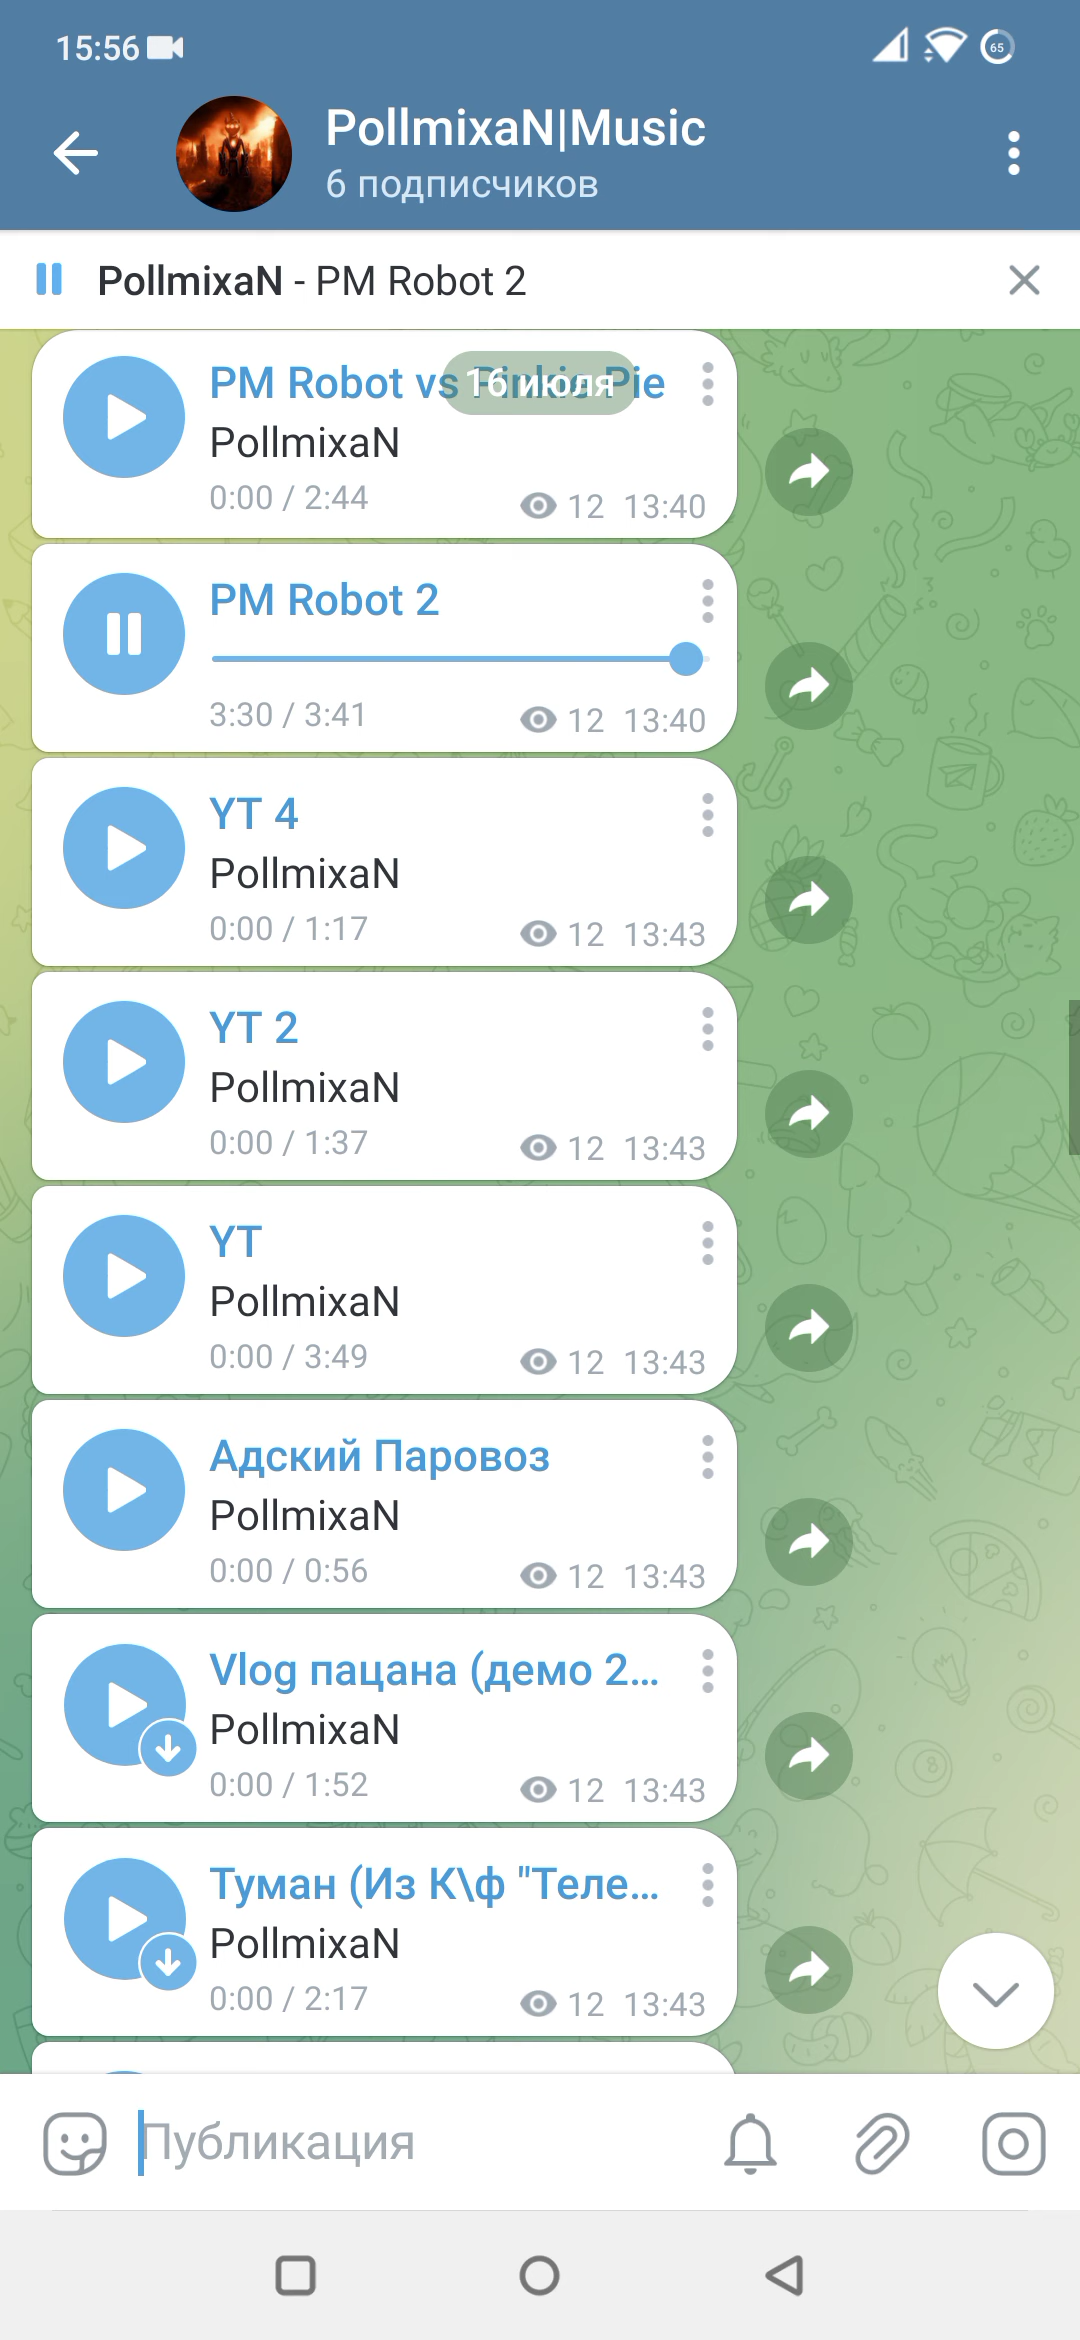 15:56
65
PollmixaN|Music
6 подписчиков
PollmixaN - PM Robot 2
16 июля
PM Robot vs Pinkie Pie
PollmixaN
0:00 / 2:44
12 13:40
PM Robot 2
3:30 / 3:41
12 13:40
YT 4
PollmixaN
0:00 / 1:17
12 13:43
YT 2
PollmixaN
0:00 / 1:37
12 13:43
YT
PollmixaN
0:00 / 3:49
12 13:43
Адский Паровоз
PollmixaN
0:00 / 0:56
12 13:43
Vlog пацана (демо 2...
PollmixaN
0:00 / 1:52
12 13:43
Туман (Из К\ф "Теле...
PollmixaN
0:00 / 2:17
12 13:43
Публикация